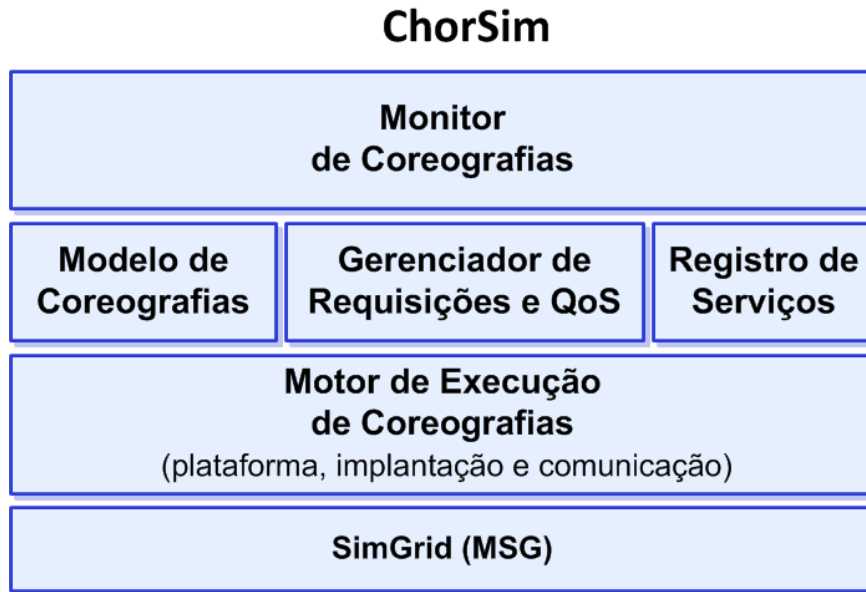 ChorSim
Monitor
de Coreografias
Modelo de
Coreografias
Gerenciador de
Requisições e QoS
Registro de
Serviços
Motor de Execução
de Coreografias
(plataforma, implantação e comunicação)
SimGrid (MSG)